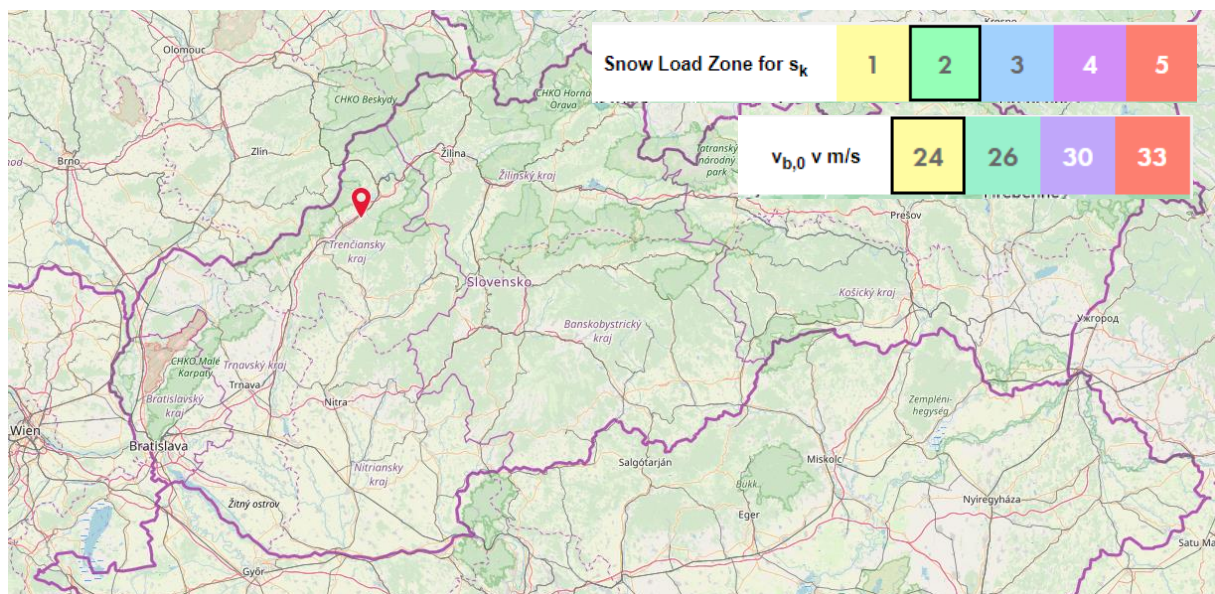 Olomouc
Krosno
Snow Load Zone for sk 1 2 3 4 5
CHKO Beskydy
CHKO Horná
Orava
vb,0 v m/s 24 26 30 33
Brno
Zlín
Žilina
Tatranský
národný
park
Žilinský kraj
Prešov
Trenčiansky
kraj
Slovensko
Košický kraj
Ужгород
Banskobystrický
kraj
CHKO Malé
Karpaty
Trnavský kraj
Trnava
Nitra
Bratislavský
kraj
Zempléni-
hegység
Wien
Bratislava
Salgótarján
Miskolc
Nitriansky
kraj
Bükk
Žitný ostrov
Nyíregyháza
Eger
Satu Ma
Győr